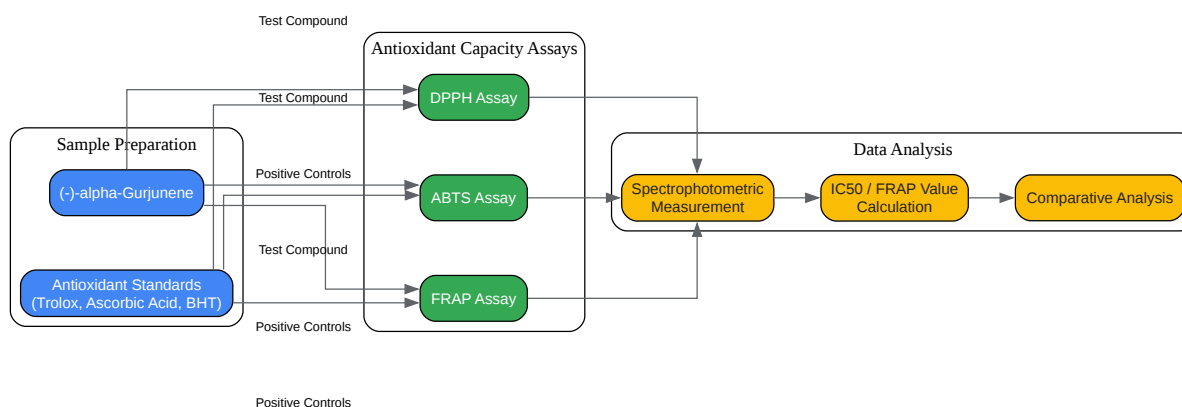 Test Compound
Antioxidant Capacity Assays
DPPH Assay
Test Compound
Sample Preparation
Data Analysis
(-)-alpha-Gurjunene
Positive Controls
ABTS Assay
Spectrophotometric
Measurement
IC50 / FRAP Value
Calculation
Comparative Analysis
Test Compound
Antioxidant Standards
(Trolox, Ascorbic Acid, BHT)
FRAP Assay
Positive Controls
Positive Controls